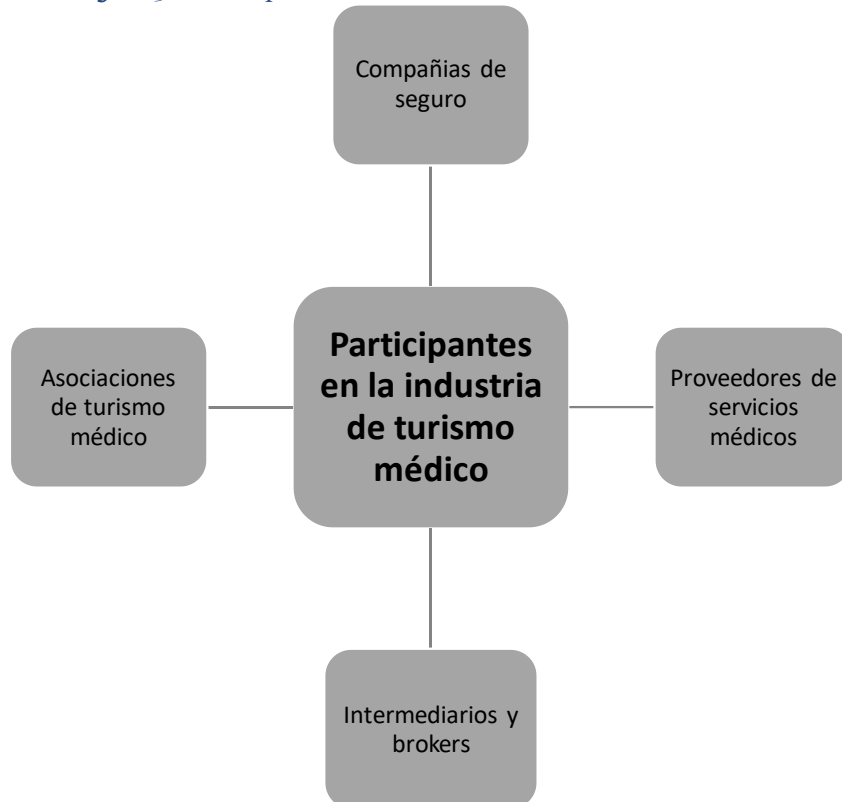 Compañias de
seguro
Participantes
en la industria
de turismo
médico
Asociaciones
de turismo
médico
Proveedores de
servicios
médicos
Intermediarios y
brokers